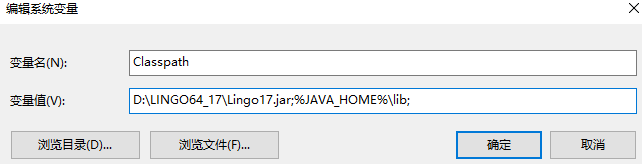 编辑系统变量
变量名(N):
Classpath
变量值(V):
D:\LINGO64_17\Lingo17.jar;%JAVA_HOME%\lib;
浏览目录(D)...
浏览文件(F)...
确定
取消